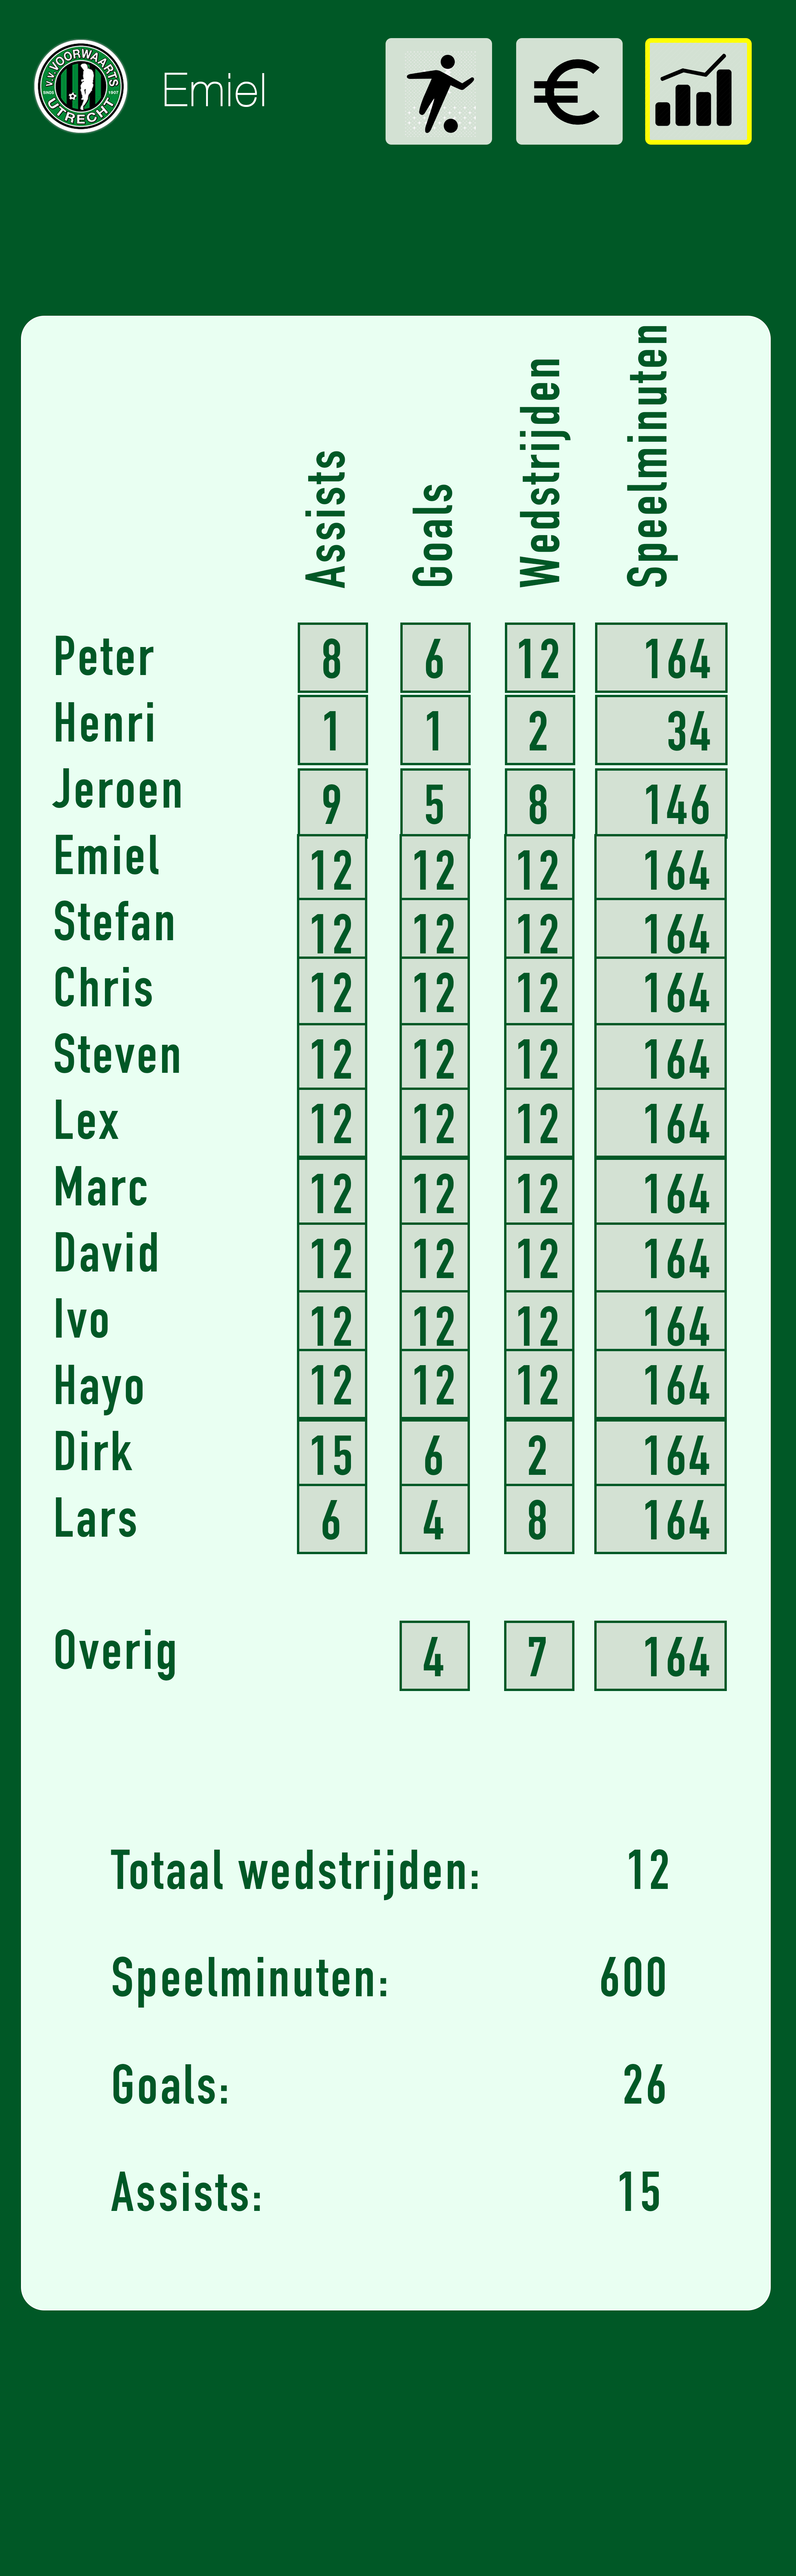 V.V. VOORWAARTS
SINDS 1907
UTRECHT
Emiel
€
Assists Goals Wedstrijden Speelminuten
Peter 8 6 12 164
Henri 1 1 2 34
Jeroen 9 5 8 146
Emiel 12 12 12 164
Stefan 12 12 12 164
Chris 12 12 12 164
Steven 12 12 12 164
Lex 12 12 12 164
Marc 12 12 12 164
David 12 12 12 164
Ivo 12 12 12 164
Hayo 12 12 12 164
Dirk 15 6 2 164
Lars 6 4 8 164
Overig 4 7 164
Totaal wedstrijden: 12
Speelminuten: 600
Goals: 26
Assists: 15